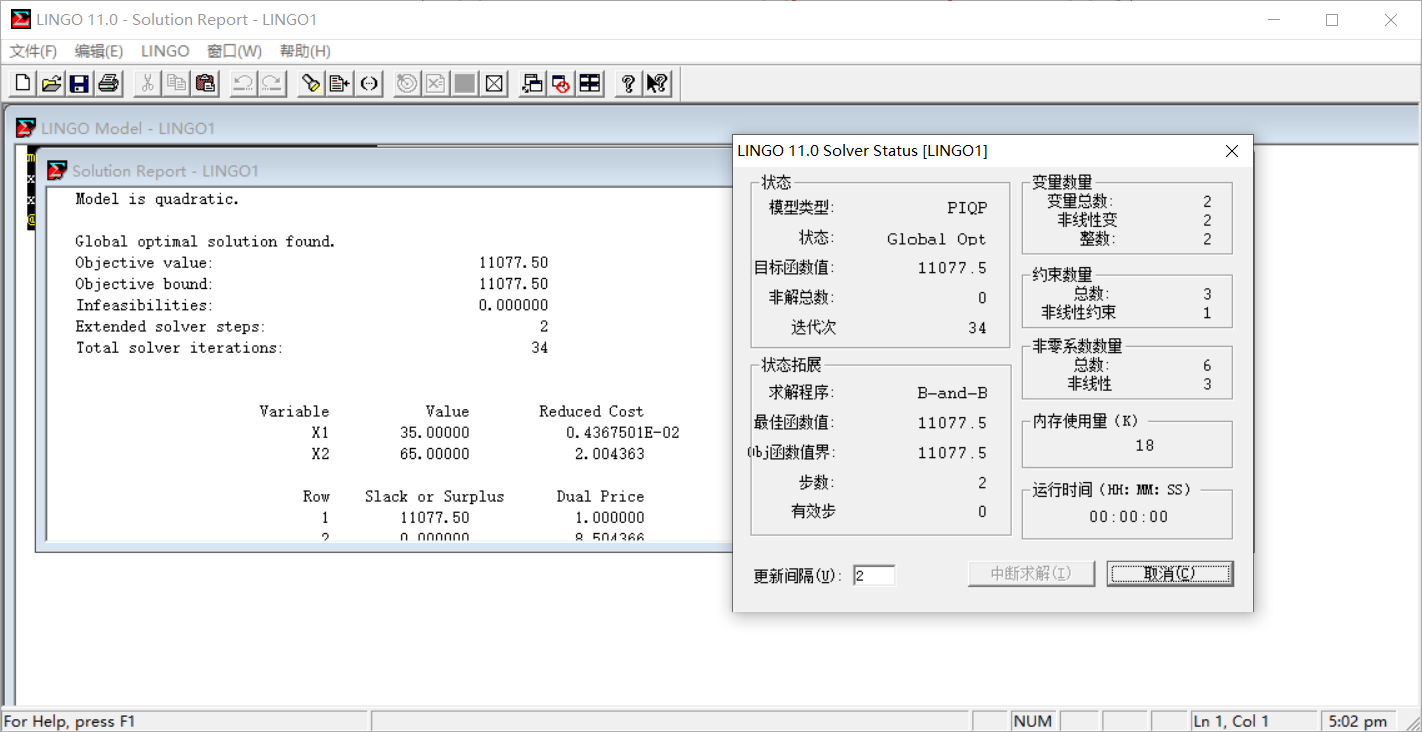 LINGO 11.0 - Solution Report - LINGO1
文件(F) 编辑(E) LINGO 窗口(W) 帮助(H)
LINGO Model - LINGO1
m
x
x
@
Solution Report - LINGO1
Model is quadratic.
Global optimal solution found.
Objective value: 11077.50
Objective bound: 11077.50
Infeasibilities: 0.000000
Extended solver steps: 2
Total solver iterations: 34
Variable Value Reduced Cost
X1 35.00000 0.4367501E-02
X2 65.00000 2.004363
Row Slack or Surplus Dual Price
1 11077.50 1.000000
2 0.000000 8.504366
LINGO 11.0 Solver Status [LINGO1]
状态
模型类型: PIQP
状态: Global Opt
目标函数值: 11077.5
非解总数: 0
迭代次 34
状态拓展
求解程序: B-and-B
最佳函数值: 11077.5
Obj函数值界: 11077.5
步数: 2
有效步 0
更新间隔(U): 2
变量数量
变量总数: 2
非线性变 2
整数: 2
约束数量
总数: 3
非线性约束 1
非零系数数量
总数: 6
非线性 3
内存使用量 (K)
18
运行时间 (HH: MM: SS)
00:00:00
中断求解(I) 取消(C)
For Help, press F1 NUM Ln 1, Col 1 5:02 pm